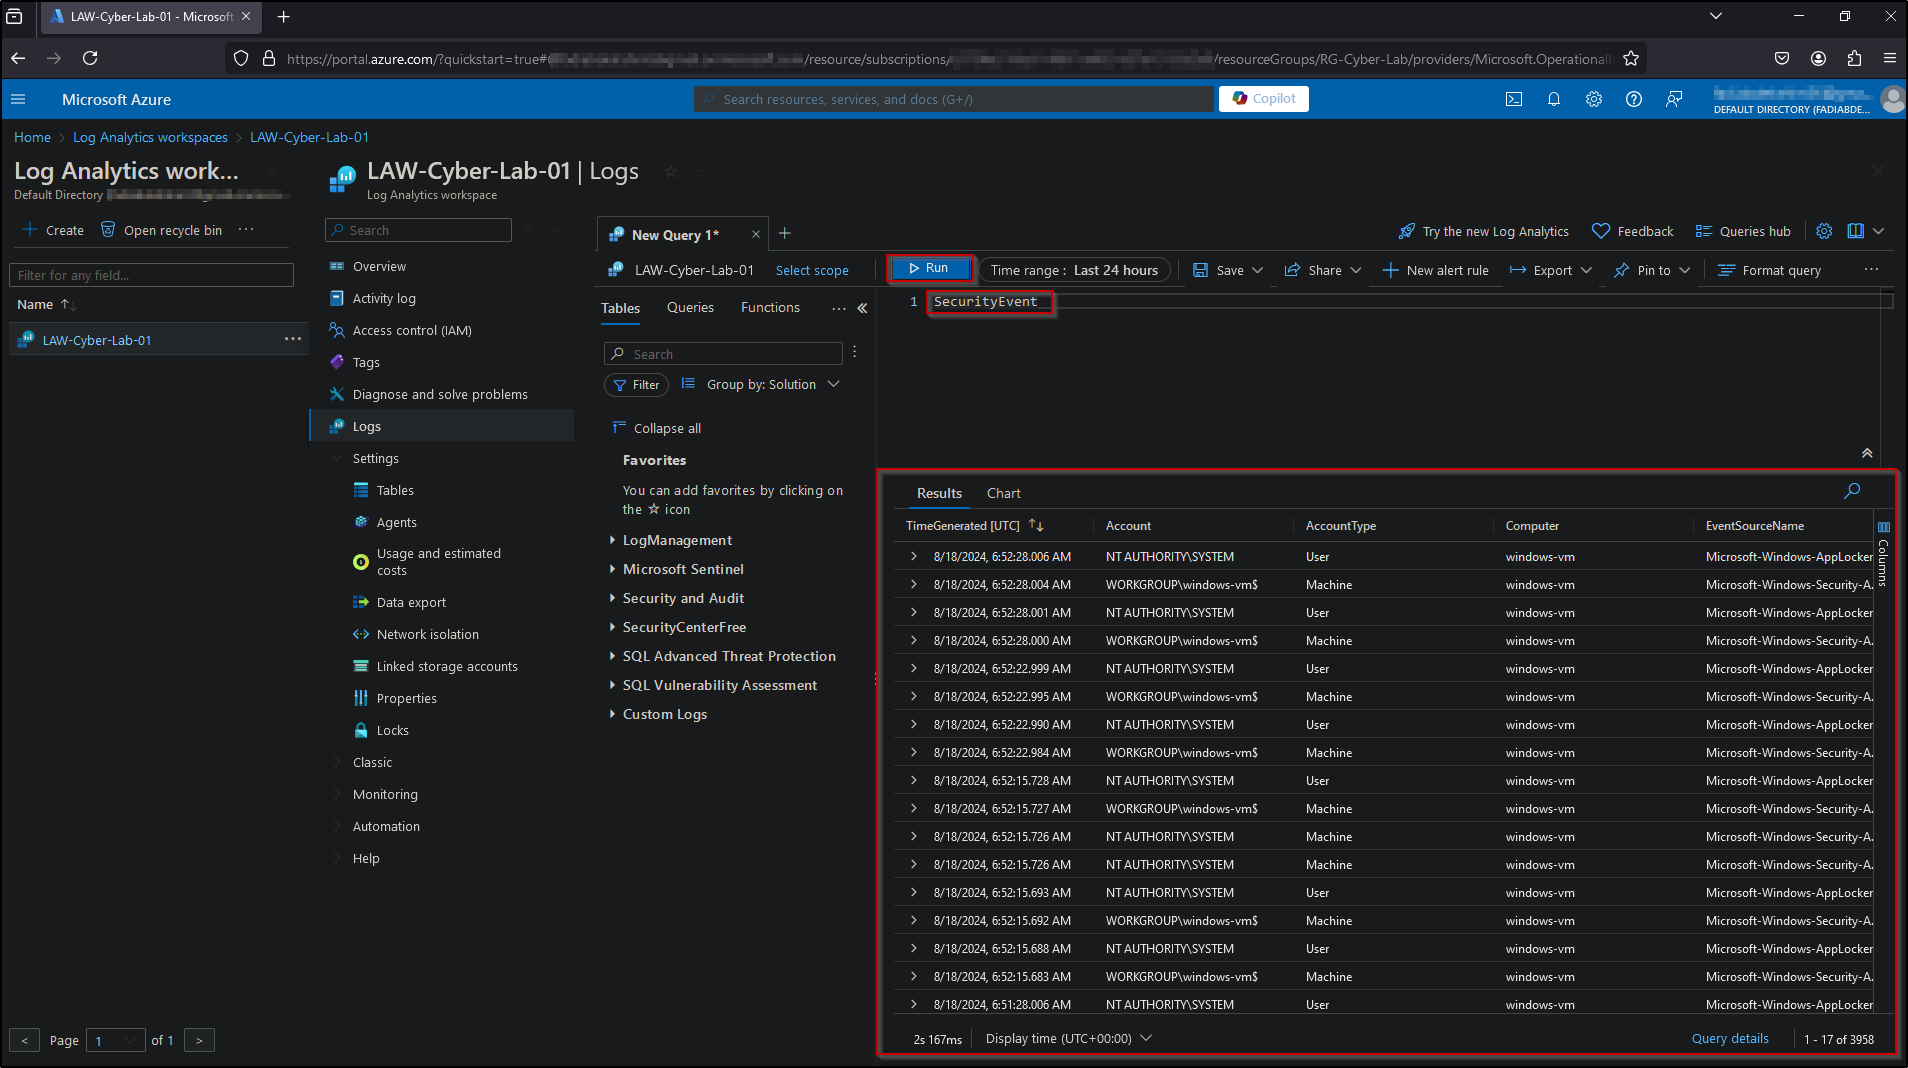 LAW-Cyber-Lab-01 - Microsoft
https://portal.azure.com/?quickstart=true#@ /resource/subscriptions/ /resourceGroups/RG-Cyber-Lab/providers/Microsoft.OperationalI
Microsoft Azure
Search resources, services, and docs (G+/)
Copilot
DEFAULT DIRECTORY (FADIABDE...
Home > Log Analytics workspaces > LAW-Cyber-Lab-01
Log Analytics work...
Default Directory
Create
Open recycle bin
Filter for any field...
Name
LAW-Cyber-Lab-01
Page 1 of 1
LAW-Cyber-Lab-01 | Logs
Log Analytics workspace
Search
Overview
Activity log
Access control (IAM)
Tags
Diagnose and solve problems
Logs
Settings
Tables
Agents
Usage and estimated
costs
Data export
Network isolation
Linked storage accounts
Properties
Locks
Classic
Monitoring
Automation
Help
New Query 1*
Try the new Log Analytics
Feedback
Queries hub
LAW-Cyber-Lab-01
Select scope
Run
Time range : Last 24 hours
Save
Share
New alert rule
Export
Pin to
Format query
Tables
Queries
Functions
Search
Filter
Group by: Solution
Collapse all
Favorites
You can add favorites by clicking on
the ☆ icon
LogManagement
Microsoft Sentinel
Security and Audit
SecurityCenterFree
SQL Advanced Threat Protection
SQL Vulnerability Assessment
Custom Logs
1 SecurityEvent
Results
Chart
TimeGenerated [UTC] Account AccountType Computer EventSourceName
8/18/2024, 6:52:28.006 AM NT AUTHORITY\SYSTEM User windows-vm Microsoft-Windows-AppLocker
8/18/2024, 6:52:28.004 AM WORKGROUP\windows-vm$ Machine windows-vm Microsoft-Windows-Security-A...
8/18/2024, 6:52:28.001 AM NT AUTHORITY\SYSTEM User windows-vm Microsoft-Windows-AppLocker
8/18/2024, 6:52:28.000 AM WORKGROUP\windows-vm$ Machine windows-vm Microsoft-Windows-Security-A...
8/18/2024, 6:52:22.999 AM NT AUTHORITY\SYSTEM User windows-vm Microsoft-Windows-AppLocker
8/18/2024, 6:52:22.995 AM WORKGROUP\windows-vm$ Machine windows-vm Microsoft-Windows-Security-A...
8/18/2024, 6:52:22.990 AM NT AUTHORITY\SYSTEM User windows-vm Microsoft-Windows-AppLocker
8/18/2024, 6:52:22.984 AM WORKGROUP\windows-vm$ Machine windows-vm Microsoft-Windows-Security-A...
8/18/2024, 6:52:15.728 AM NT AUTHORITY\SYSTEM User windows-vm Microsoft-Windows-AppLocker
8/18/2024, 6:52:15.727 AM WORKGROUP\windows-vm$ Machine windows-vm Microsoft-Windows-Security-A...
8/18/2024, 6:52:15.726 AM NT AUTHORITY\SYSTEM Machine windows-vm Microsoft-Windows-Security-A...
8/18/2024, 6:52:15.726 AM NT AUTHORITY\SYSTEM Machine windows-vm Microsoft-Windows-Security-A...
8/18/2024, 6:52:15.693 AM NT AUTHORITY\SYSTEM User windows-vm Microsoft-Windows-AppLocker
8/18/2024, 6:52:15.692 AM WORKGROUP\windows-vm$ Machine windows-vm Microsoft-Windows-Security-A...
8/18/2024, 6:52:15.688 AM NT AUTHORITY\SYSTEM User windows-vm Microsoft-Windows-AppLocker
8/18/2024, 6:52:15.683 AM WORKGROUP\windows-vm$ Machine windows-vm Microsoft-Windows-Security-A...
8/18/2024, 6:51:28.006 AM NT AUTHORITY\SYSTEM User windows-vm Microsoft-Windows-AppLocker
Columns
2s 167ms
Display time (UTC+00:00)
Query details
1 - 17 of 3958